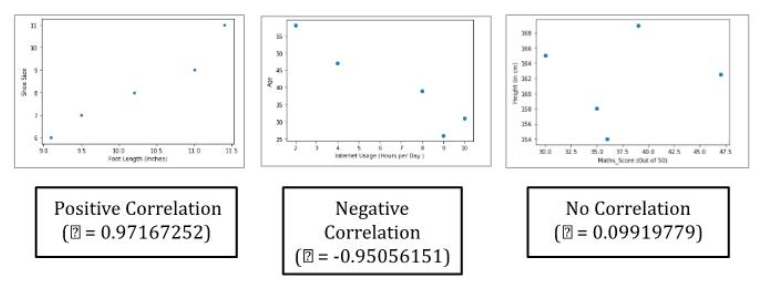 11
10
9
8
7
6
Shoe Size
9.0 9.5 10.0 10.5 11.0 11.5
Foot Length (Inches)
55
50
45
40
35
30
25
Age
2 3 4 5 6 7 8 9 10
Internet Usage (Hours per Day )
168
166
164
162
160
158
156
154
Height (in cm)
30.0 32.5 35.0 37.5 40.0 42.5 45.0 47.5
Maths_Score (Out of 50)
Positive Correlation
(⍰ = 0.97167252)
Negative
Correlation
(⍰ = -0.95056151)
No Correlation
(⍰ = 0.09919779)